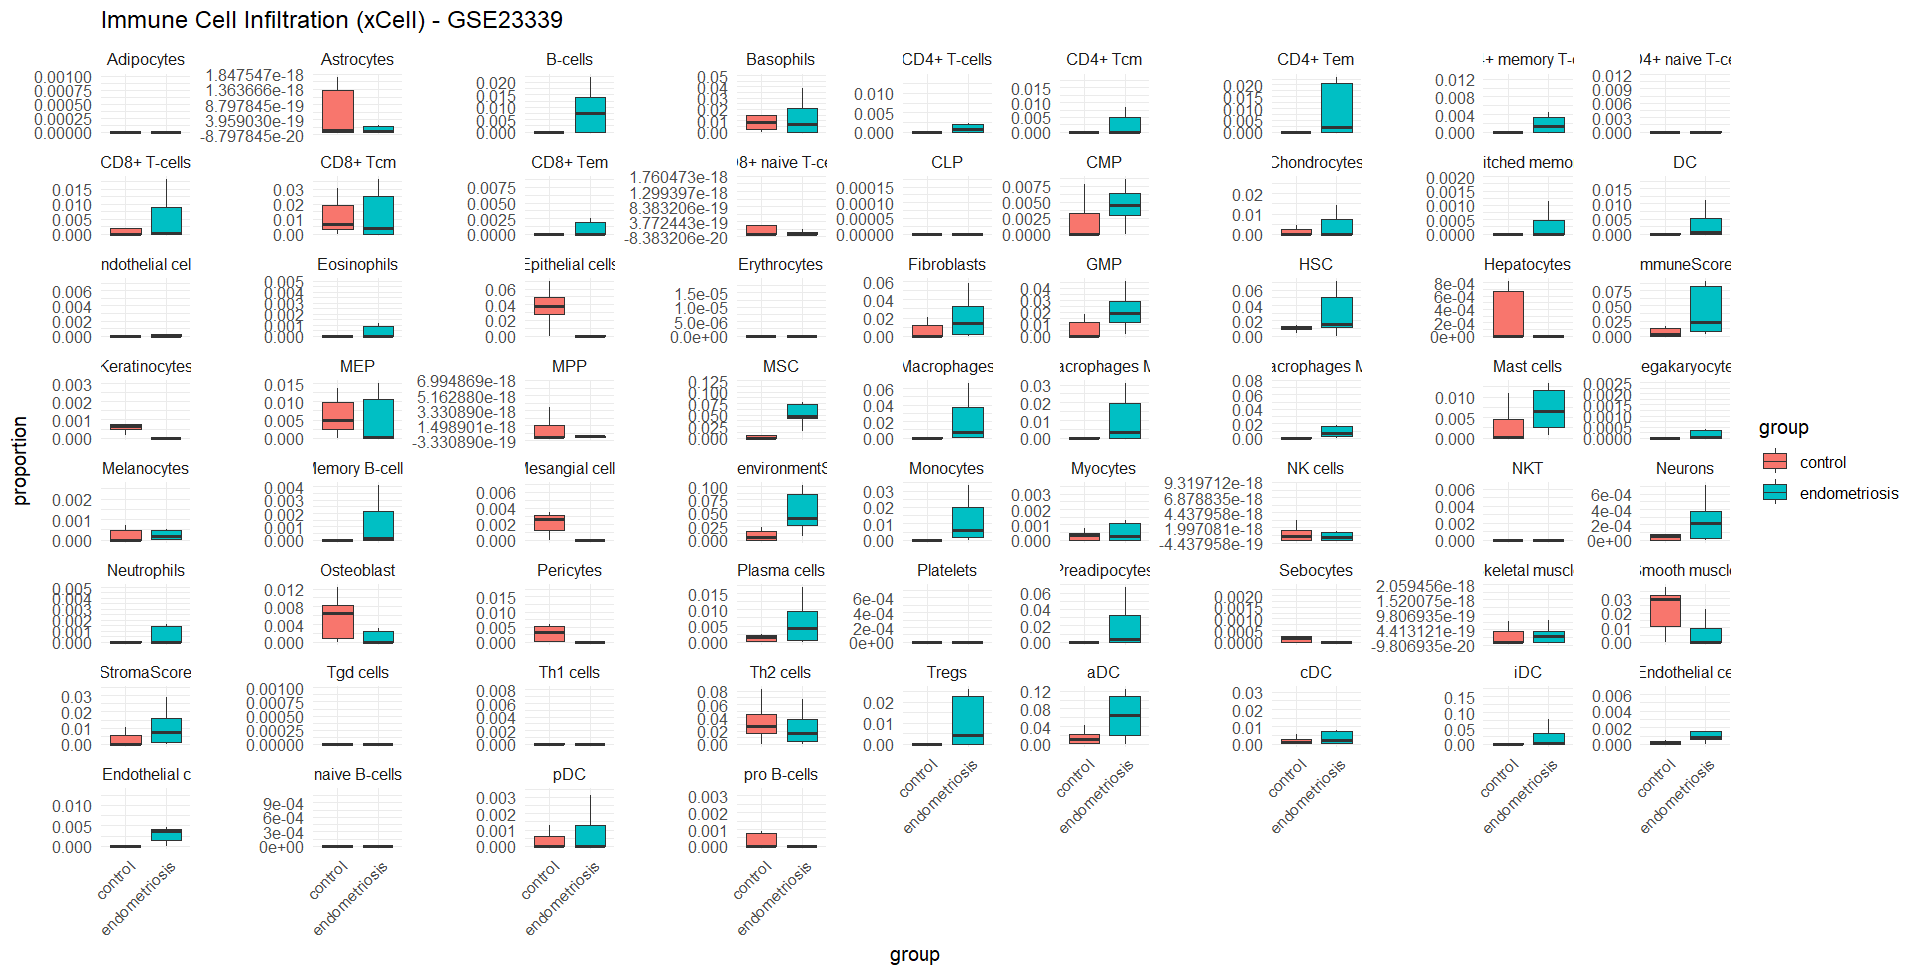 Immune Cell Infiltration (xCell) - GSE23339
Adipocytes Astrocytes B-cells Basophils CD4+ T-cells CD4+ Tcm CD4+ Tem + memory T-c 04+ naive T-ce
0.00100 0.00075 0.00050 0.00025 0.00000
1.847547e-18 1.363666e-18 8.797845e-19 3.959030e-19 -8.797845e-20
0.020 0.015 0.010 0.005 0.000
0.05 0.04 0.03 0.02 0.01 0.00
0.010 0.005 0.000
0.015 0.010 0.005 0.000
0.020 0.015 0.010 0.005 0.000
0.012 0.008 0.004 0.000
0.012 0.009 0.006 0.003 0.000
CD8+ T-cells CD8+ Tcm CD8+ Tem 08+ naive T-ce CLP CMP Chondrocytes itched memo DC
0.015 0.010 0.005 0.000
0.03 0.02 0.01 0.00
0.0075 0.0050 0.0025 0.0000
1.760473e-18 1.299397e-18 8.383206e-19 3.772443e-19 -8.383206e-20
0.00015 0.00010 0.00005 0.00000
0.0075 0.0050 0.0025 0.0000
0.02 0.01 0.00
0.0020 0.0015 0.0010 0.0005 0.0000
0.015 0.010 0.005 0.000
ndothelial cel Eosinophils Epithelial cells Erythrocytes Fibroblasts GMP HSC Hepatocytes mmuneScore
0.006 0.004 0.002 0.000
0.005 0.004 0.003 0.002 0.001 0.000
0.06 0.04 0.02 0.00
1.5e-05 1.0e-05 5.0e-06 0.0e+00
0.06 0.04 0.02 0.00
0.04 0.03 0.02 0.01 0.00
0.06 0.04 0.02 0.00
8e-04 6e-04 4e-04 2e-04 0e+00
0.075 0.050 0.025 0.000
Keratinocytes MEP MPP MSC Macrophages acrophages M acrophages M Mast cells egakaryocyte
0.003 0.002 0.001 0.000
0.015 0.010 0.005 0.000
6.994869e-18 5.162880e-18 3.330890e-18 1.498901e-18 -3.330890e-19
0.125 0.100 0.075 0.050 0.025 0.000
0.06 0.04 0.02 0.00
0.03 0.02 0.01 0.00
0.08 0.06 0.04 0.02 0.00
0.010 0.005 0.000
0.0025 0.0020 0.0015 0.0010 0.0005 0.0000
Melanocytes Memory B-cell Mesangial cell environmentS Monocytes Myocytes NK cells NKT Neurons
0.002 0.001 0.000
0.004 0.003 0.002 0.001 0.000
0.006 0.004 0.002 0.000
0.100 0.075 0.050 0.025 0.000
0.03 0.02 0.01 0.00
0.003 0.002 0.001 0.000
9.319712e-18 6.878835e-18 4.437958e-18 1.997081e-18 -4.437958e-19
0.006 0.004 0.002 0.000
6e-04 4e-04 2e-04 0e+00
Neutrophils Osteoblast Pericytes Plasma cells Platelets Preadipocytes Sebocytes keletal muscl Smooth muscle
0.005 0.004 0.003 0.002 0.001 0.000
0.012 0.008 0.004 0.000
0.015 0.010 0.005 0.000
0.015 0.010 0.005 0.000
6e-04 4e-04 2e-04 0e+00
0.06 0.04 0.02 0.00
0.0020 0.0015 0.0010 0.0005 0.0000
2.059456e-18 1.520075e-18 9.806935e-19 4.413121e-19 -9.806935e-20
0.03 0.02 0.01 0.00
StromaScore Tgd cells Th1 cells Th2 cells Tregs aDC cDC iDC Endothelial ce
0.03 0.02 0.01 0.00
0.00100 0.00075 0.00050 0.00025 0.00000
0.008 0.006 0.004 0.002 0.000
0.08 0.06 0.04 0.02 0.00
0.02 0.01 0.00
0.12 0.08 0.04 0.00
0.03 0.02 0.01 0.00
0.15 0.10 0.05 0.00
0.006 0.004 0.002 0.000
Endothelial c naive B-cells pDC pro B-cells
0.010 0.005 0.000
9e-04 6e-04 3e-04 0e+00
0.003 0.002 0.001 0.000
0.003 0.002 0.001 0.000
control endometriosis control endometriosis control endometriosis control endometriosis control endometriosis
control endometriosis control endometriosis control endometriosis control endometriosis
proportion
group
group
control
endometriosis